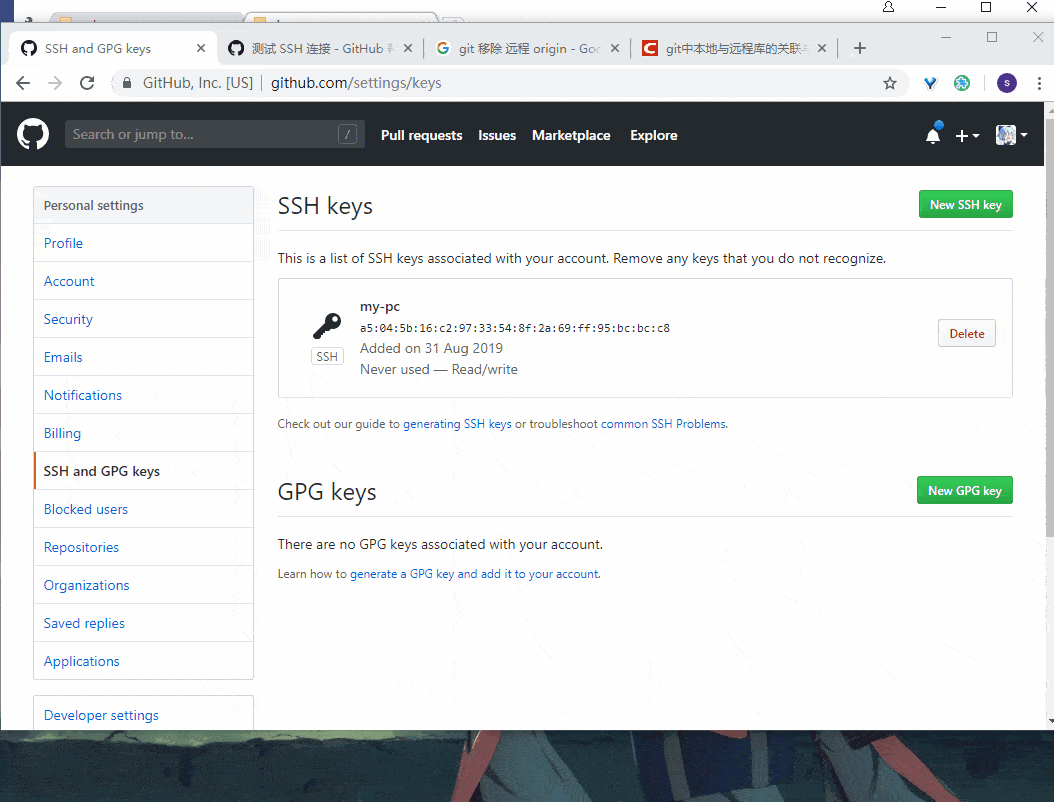 SSH and GPG keys
测试 SSH 连接 - GitHub
git 移除 远程 origin - Goo
git中本地与远程库的关联
GitHub, Inc. [US] | github.com/settings/keys
S
Search or jump to...
/
Pull requests
Issues
Marketplace
Explore
Personal settings
Profile
Account
Security
Emails
Notifications
Billing
SSH and GPG keys
Blocked users
Repositories
Organizations
Saved replies
Applications
Developer settings
SSH keys
New SSH key
This is a list of SSH keys associated with your account. Remove any keys that you do not recognize.
my-pc
a5:04:5b:16:c2:97:33:54:8f:2a:69:ff:95:bc:bc:c8
SSH
Added on 31 Aug 2019
Never used — Read/write
Delete
Check out our guide to generating SSH keys or troubleshoot common SSH Problems.
GPG keys
New GPG key
There are no GPG keys associated with your account.
Learn how to generate a GPG key and add it to your account.